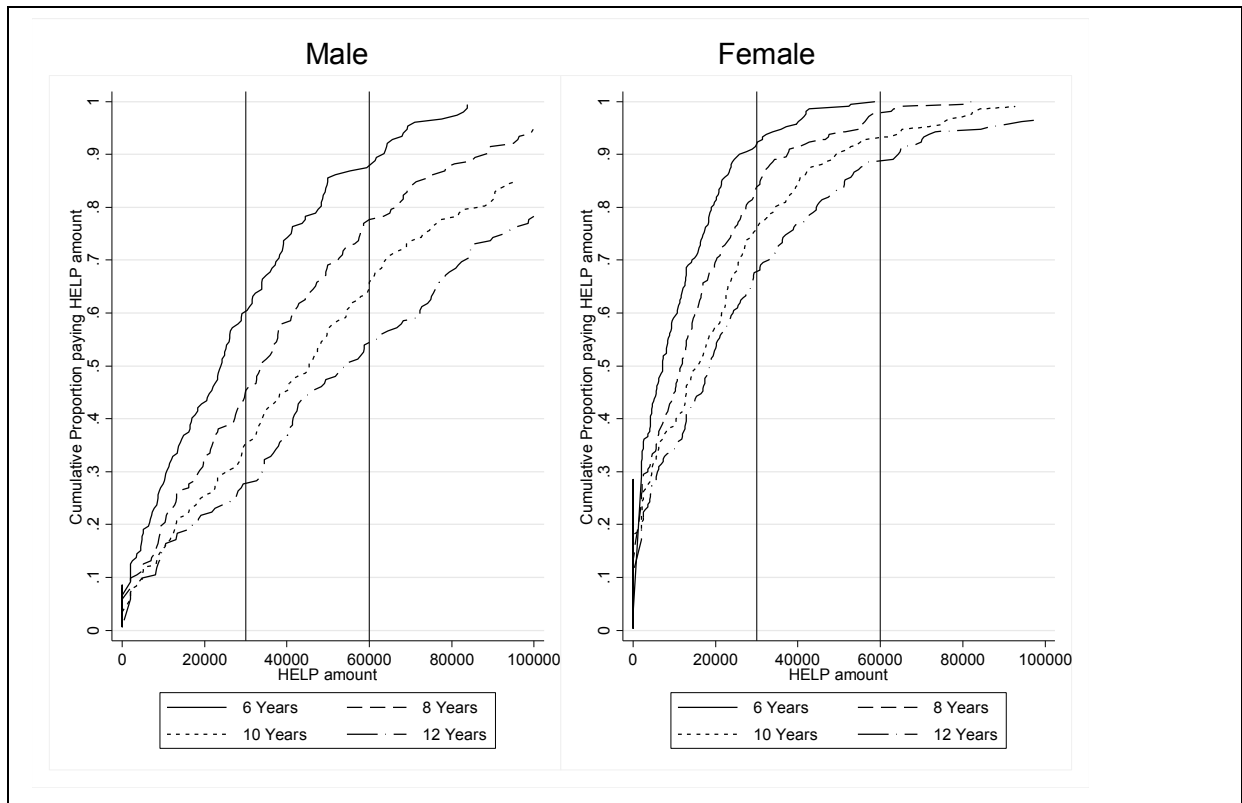 Male
Female
Cumulative Proportion paying HELP amount
0 .1 .2 .3 .4 .5 .6 .7 .8 .9 1
0 20000 40000 60000 80000 100000
HELP amount
6 Years 8 Years
10 Years 12 Years
Cumulative Proportion paying HELP amount
0 .1 .2 .3 .4 .5 .6 .7 .8 .9 1
0 20000 40000 60000 80000 100000
HELP amount
6 Years 8 Years
10 Years 12 Years